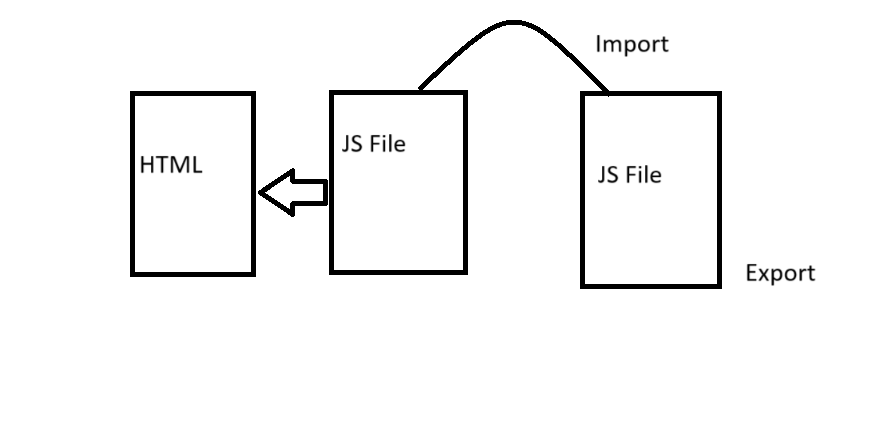 Import
HTML
JS File
JS File
Export